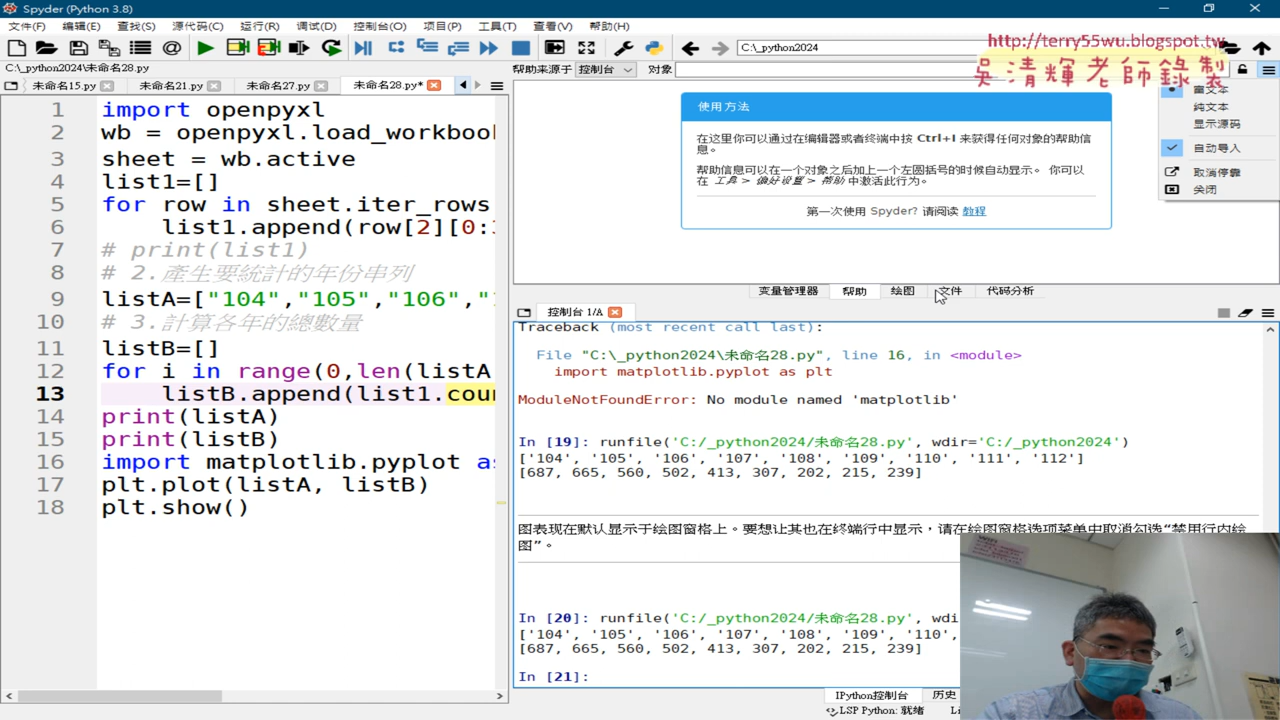 Spyder (Python 3.8)
文件(F) 编辑(E) 查找(S) 源代码(C) 运行(R) 调试(D) 控制台(O) 项目(P) 工具(T) 查看(V) 帮助(H)
C:\_python2024
http://terry55wu.blogspot.tw
吳清輝老師錄製
C:\_python2024\未命名28.py
帮助来源于 控制台 对象
未命名15.py 未命名21.py 未命名27.py 未命名28.py*
富文本
纯文本
显示源码
自动导入
取消停靠
关闭
1 import openpyxl
2 wb = openpyxl.load_workbook
3 sheet = wb.active
4 list1=[]
5 for row in sheet.iter_rows
6 list1.append(row[2][0:
7 # print(list1)
8 # 2.產生要統計的年份串列
9 listA=["104","105","106","
10 # 3.計算各年的總數量
11 listB=[]
12 for i in range(0,len(listA
13 listB.append(list1.coun
14 print(listA)
15 print(listB)
16 import matplotlib.pyplot as
17 plt.plot(listA, listB)
18 plt.show()
使用方法
在这里你可以通过在编辑器或者终端中按 Ctrl+I 来获得任何对象的帮助信
息。
帮助信息可以在一个对象之后加上一个左圆括号的时候自动显示。 你可以
在 工具 > 偏好设置 > 帮助 中激活此行为。
第一次使用 Spyder? 请阅读 教程
变量管理器 帮助 绘图 文件 代码分析
控制台 1/A
Traceback (most recent call last):
File "C:\_python2024\未命名28.py", line 16, in <module>
import matplotlib.pyplot as plt
ModuleNotFoundError: No module named 'matplotlib'
In [19]: runfile('C:/_python2024/未命名28.py', wdir='C:/_python2024')
['104', '105', '106', '107', '108', '109', '110', '111', '112']
[687, 665, 560, 502, 413, 307, 202, 215, 239]
图表现在默认显示于绘图窗格上。要想让其也在终端行中显示，请在绘图窗格选项菜单中取消勾选“禁用行内绘
图”。
In [20]: runfile('C:/_python2024/未命名28.py', wdi
['104', '105', '106', '107', '108', '109', '110',
[687, 665, 560, 502, 413, 307, 202, 215, 239]
In [21]:
IPython控制台 历史
LSP Python: 就绪